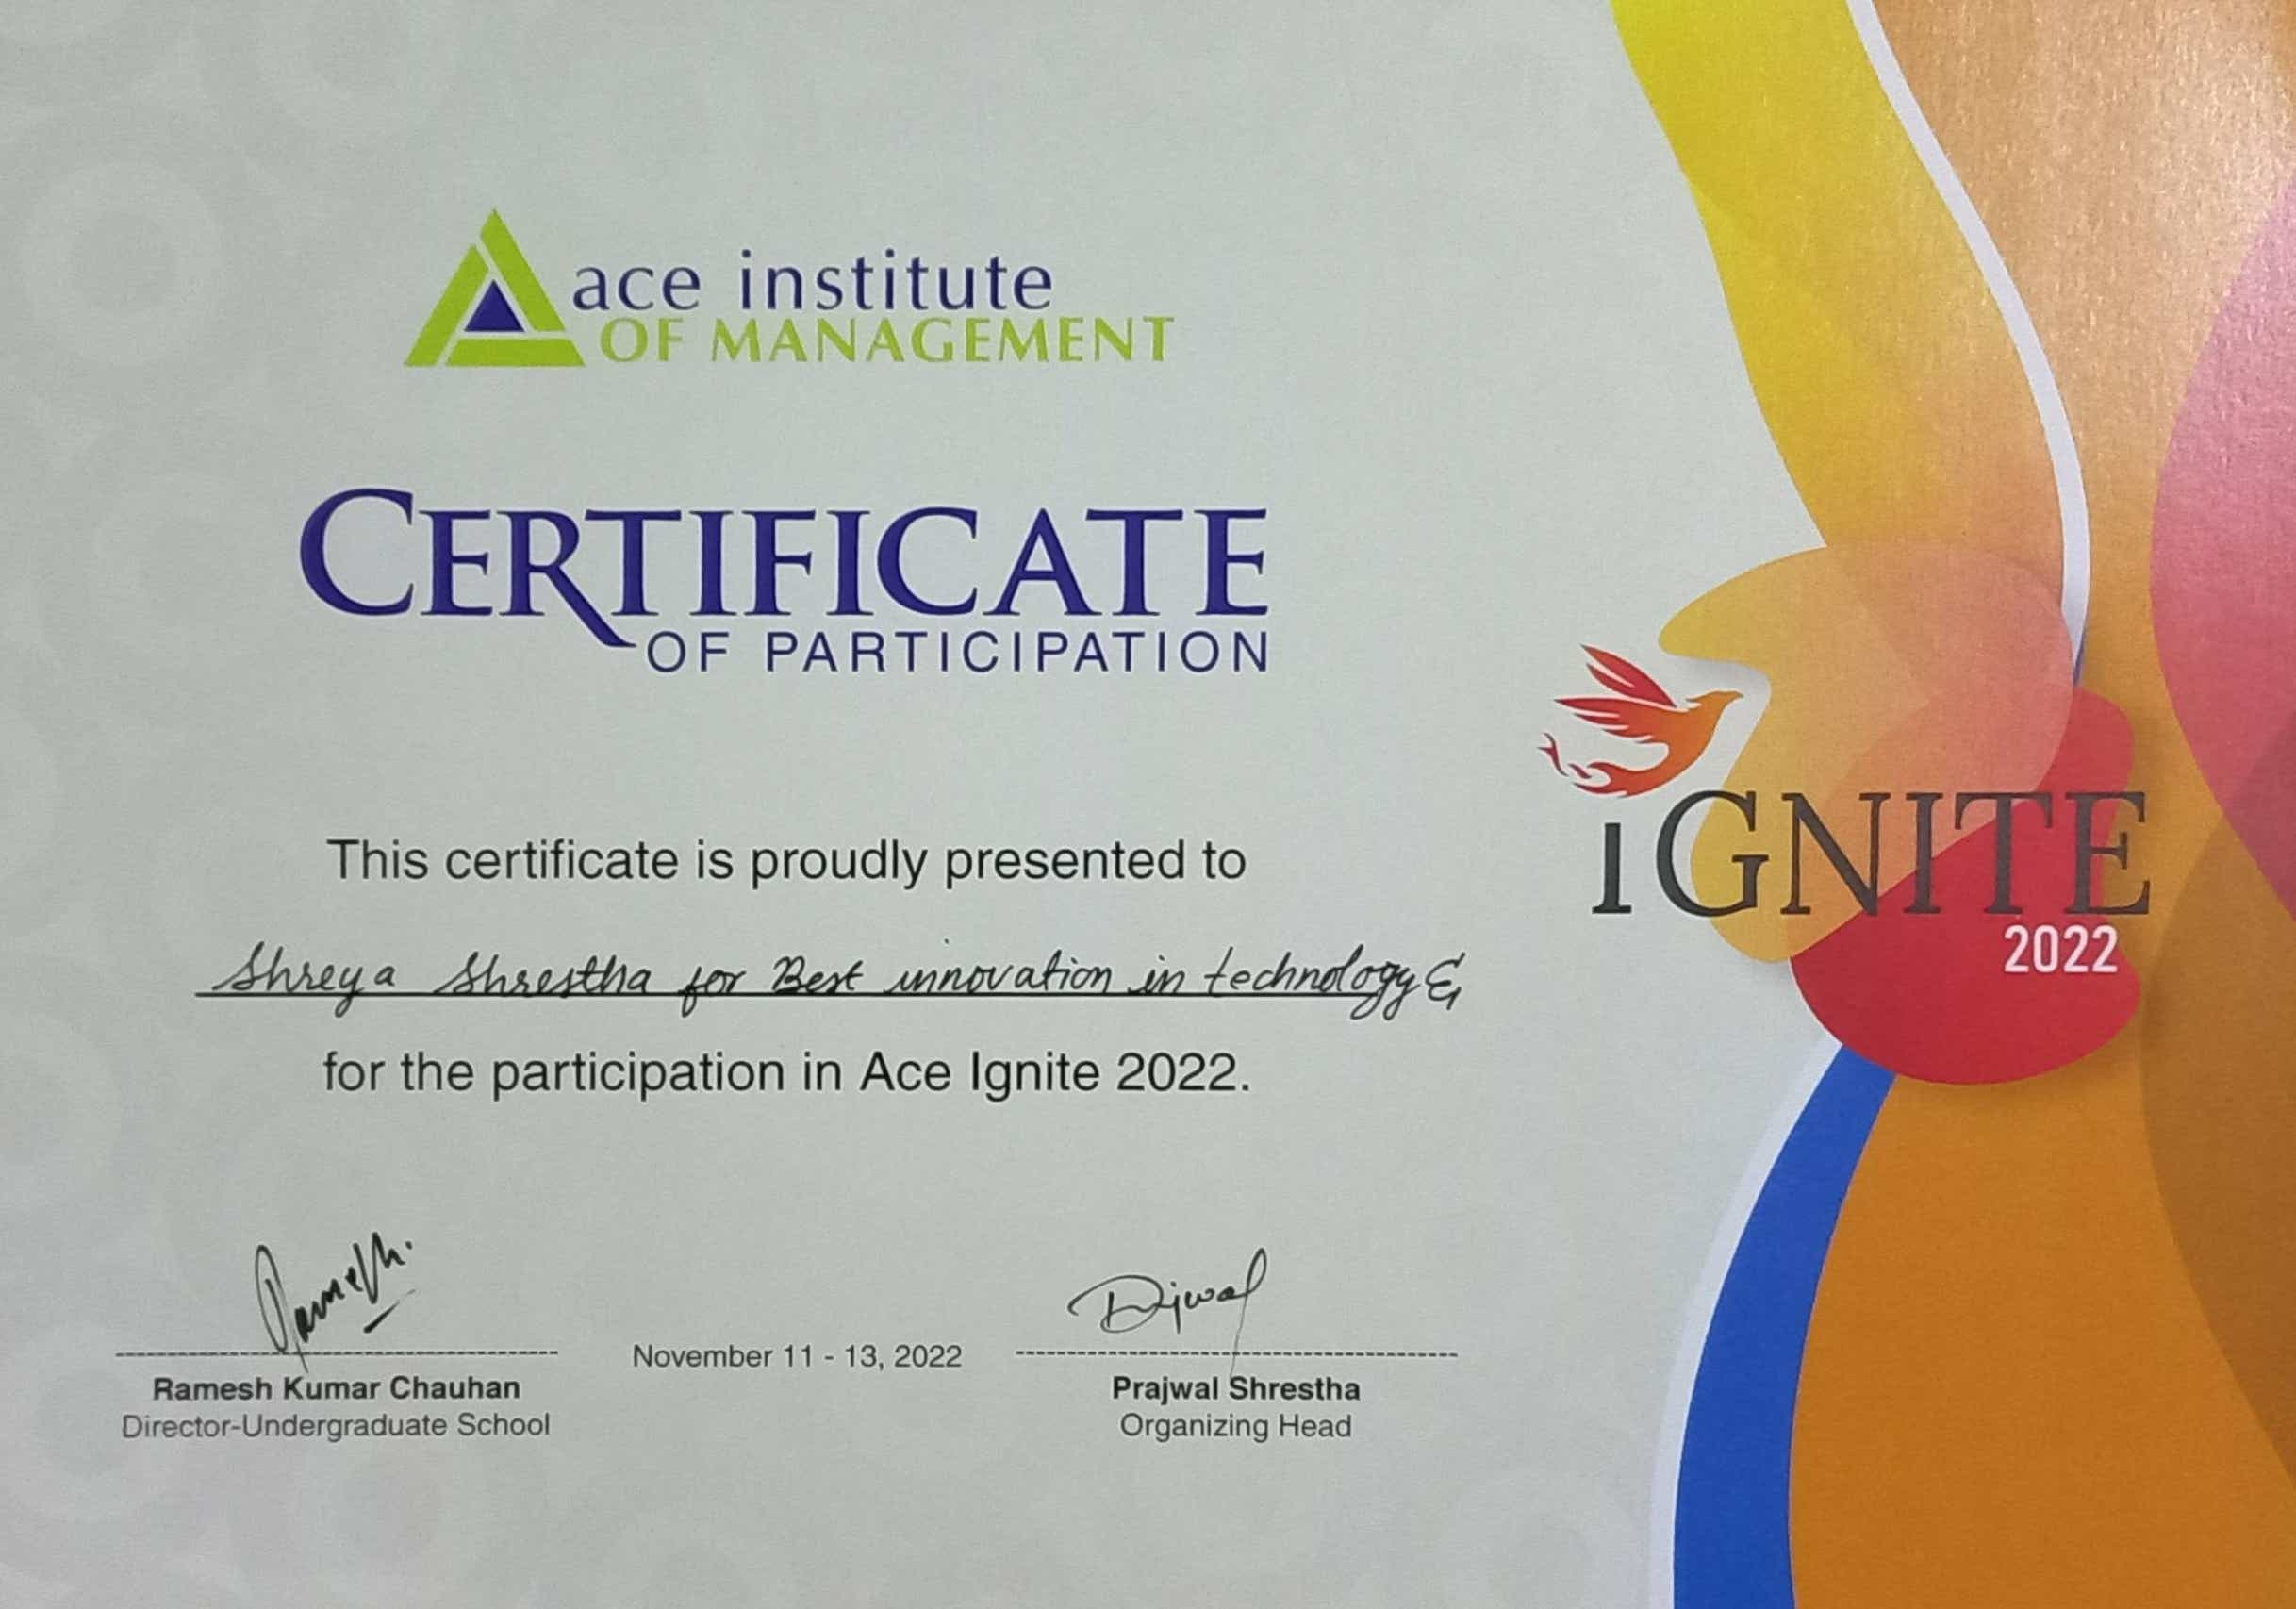 ace institute
OF MANAGEMENT
CERTIFICATE
OF PARTICIPATION
This certificate is proudly presented to
Shreya Shrestha for Best innovation in technology &
for the participation in Ace Ignite 2022.
IGNITE
2022
Ramesh
Prajwal
November 11 - 13, 2022
Ramesh Kumar Chauhan
Director-Undergraduate School
Prajwal Shrestha
Organizing Head